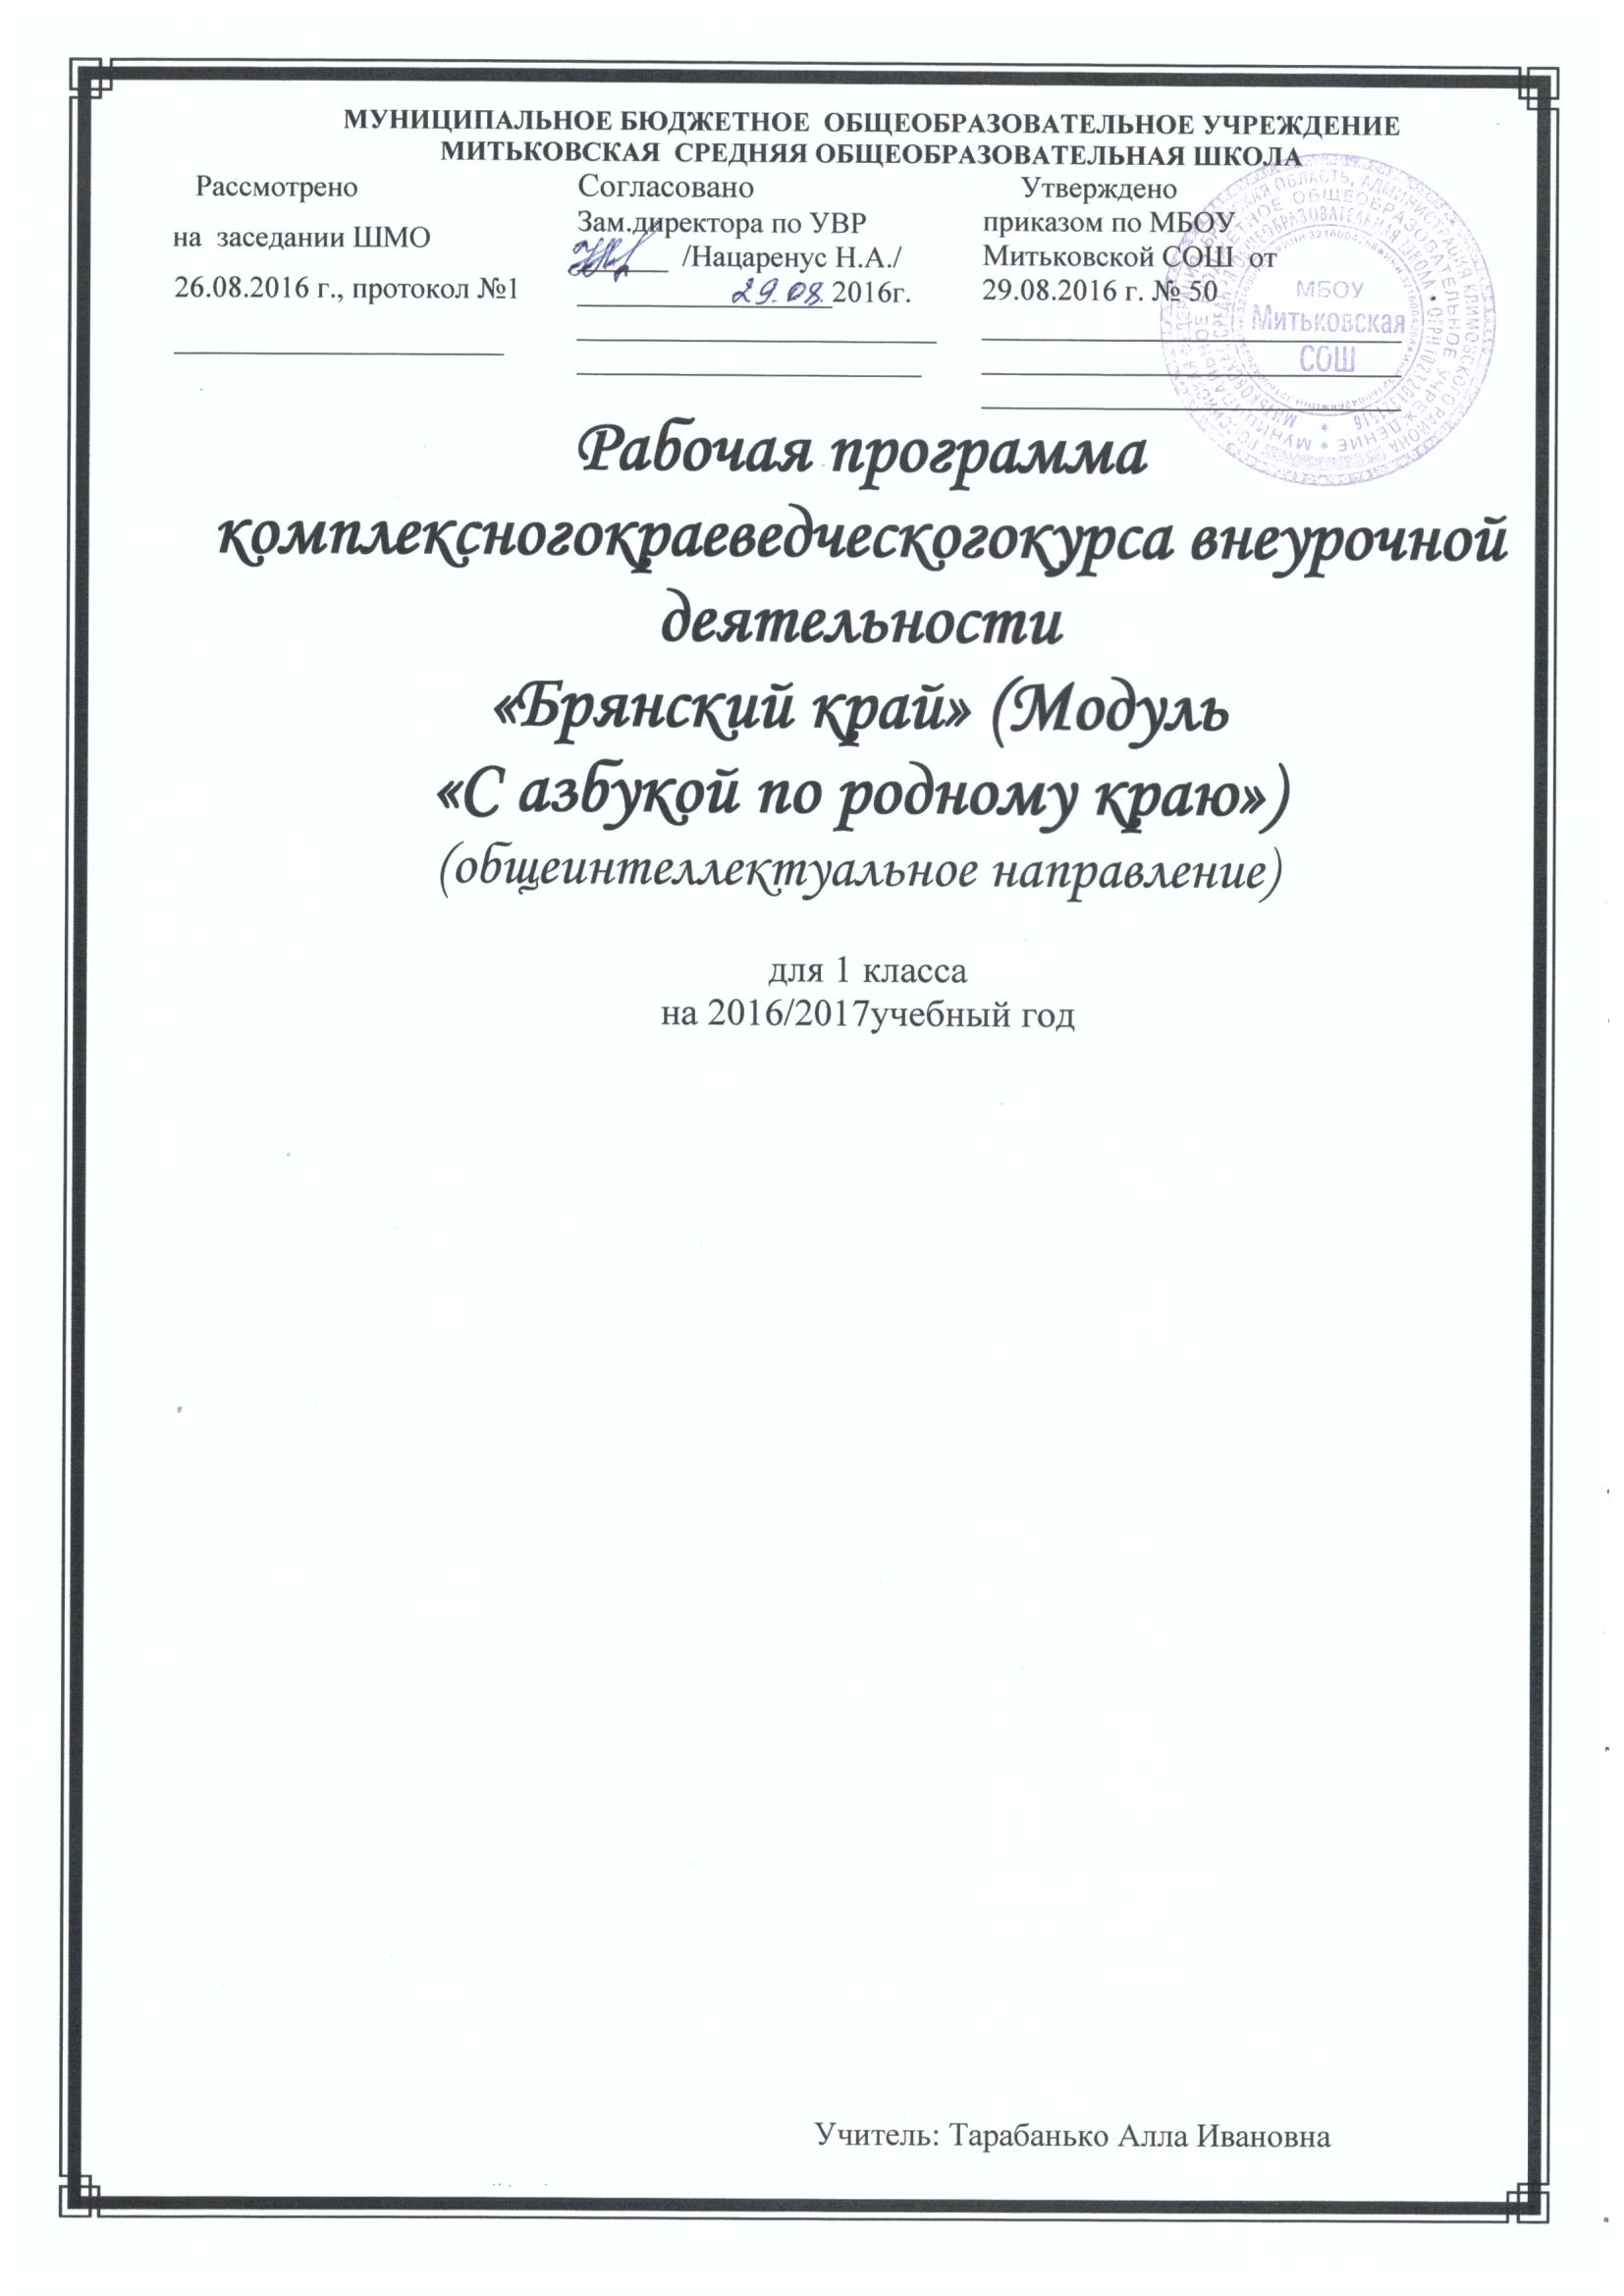 МУНИЦИПАЛЬНОЕ БЮДЖЕТНОЕ ОБЩЕОБРАЗОВАТЕЛЬНОЕ УЧРЕЖДЕНИЕ
МИТЬКОВСКАЯ СРЕДНЯЯ ОБЩЕОБРАЗОВАТЕЛЬНАЯ ШКОЛА
Рассмотрено
на заседании ШМО
26.08.2016 г., протокол №1
Согласовано
Зам.директора по УВР
/Нацаренус Н.А./
29.08.2016г.
Утверждено
приказом по МБОУ
Митьковской СОШ от
29.08.2016 г. № 50
МБОУ
Митьковская
СОШ
Рабочая программа
комплексногокраеведческогокурса внеурочной
деятельности
«Брянский край» (Модуль
«С азбукой по родному краю»)
(общеинтеллектуальное направление)
для 1 класса
на 2016/2017учебный год
Учитель: Тарабанько Алла Ивановна